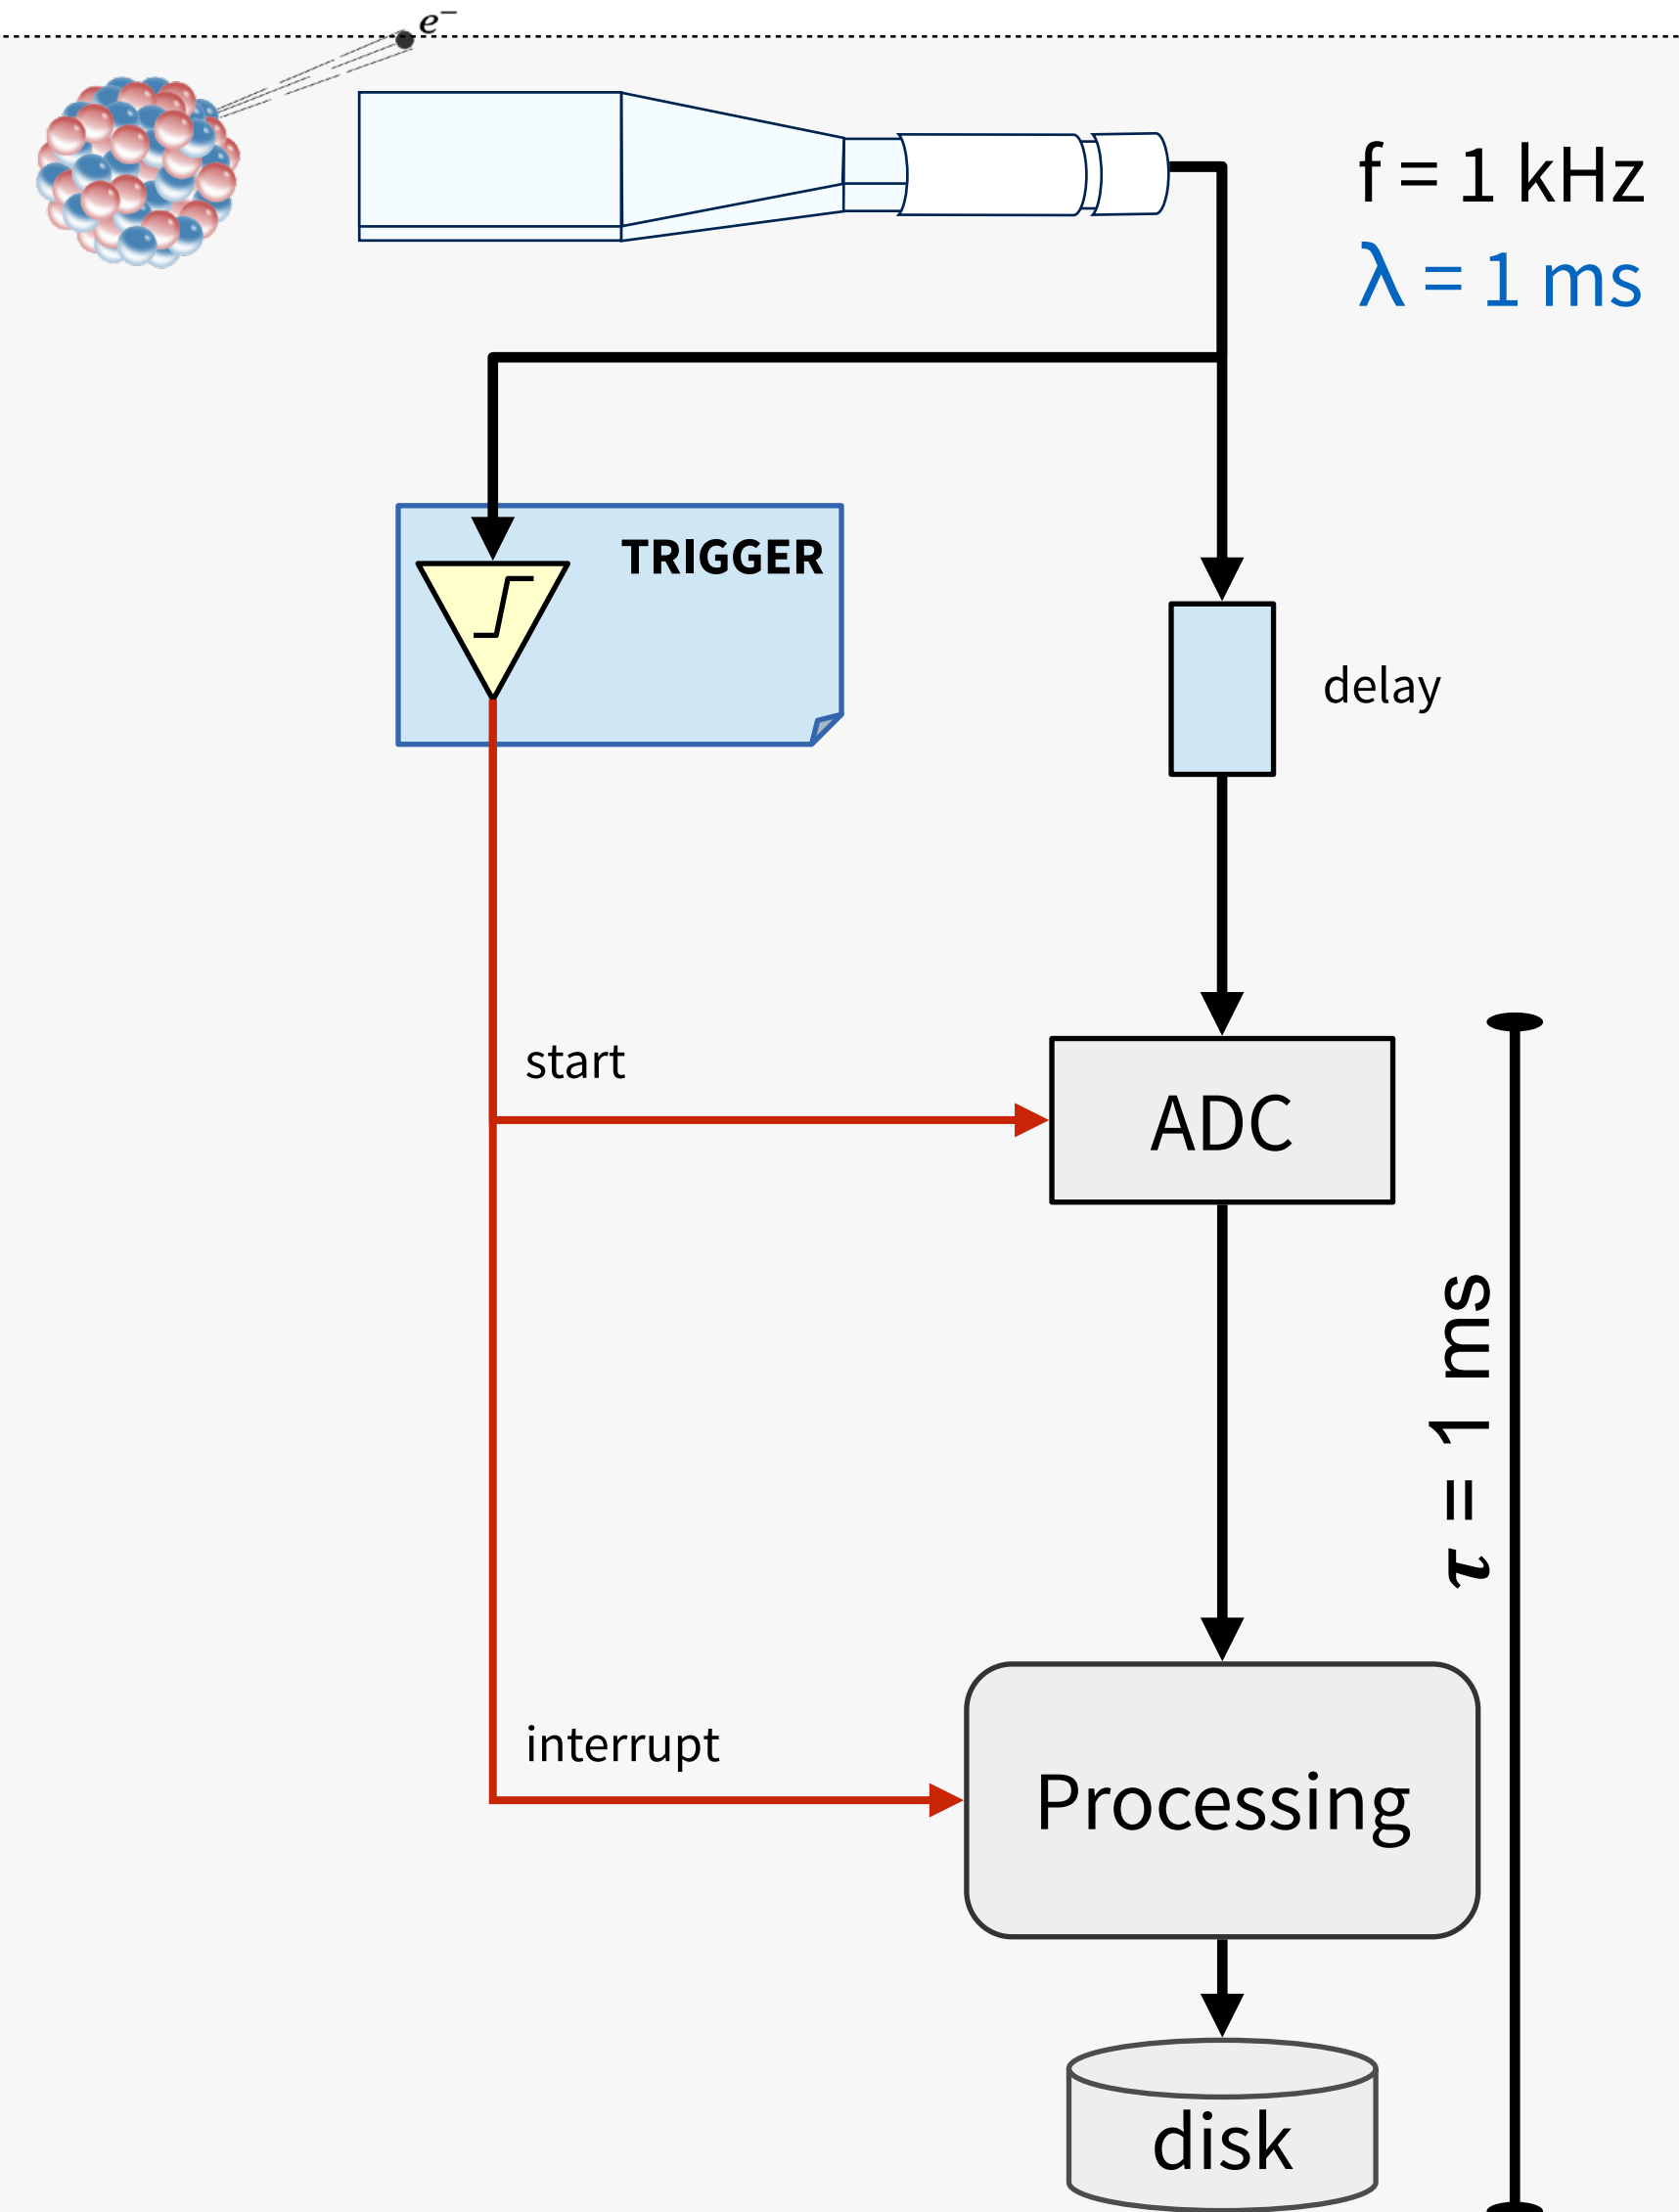 e⁻
f = 1 kHz
λ = 1 ms
TRIGGER
delay
start
ADC
τ = 1 ms
interrupt
Processing
disk